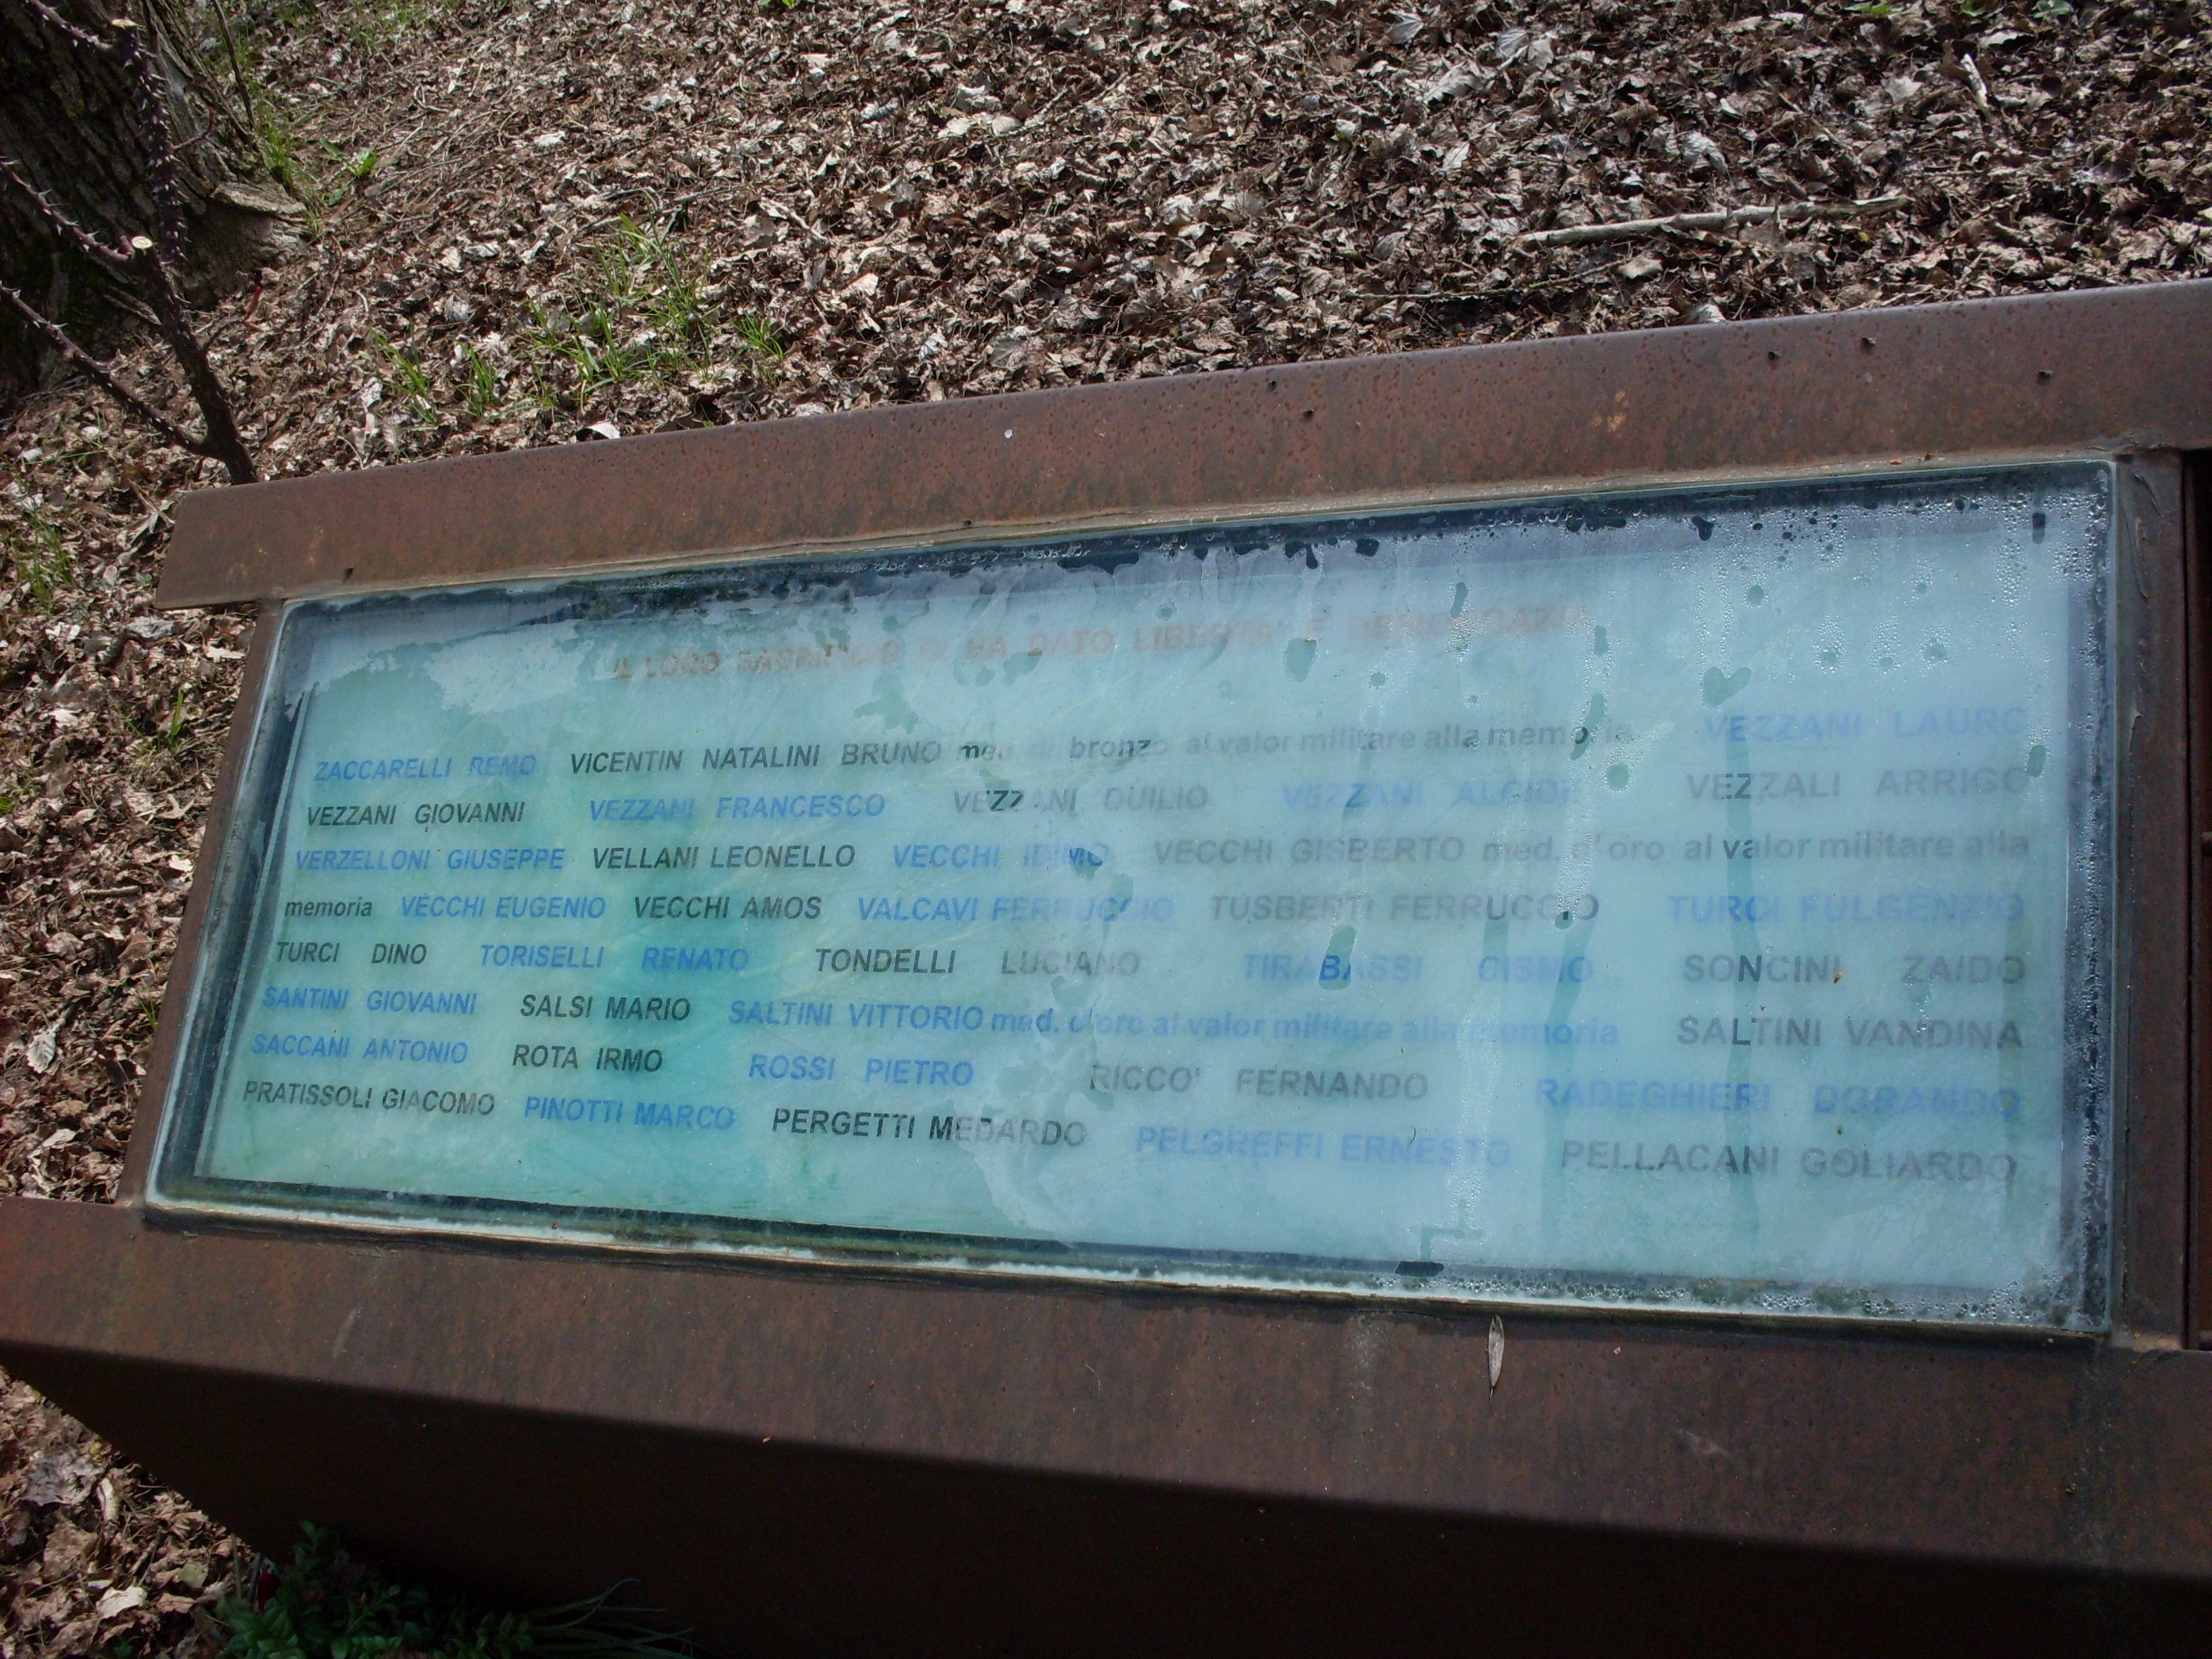 IL LORO SACRIFICIO CI HA DATO LIBERTA' E DEMOCRAZIA
ZACCARELLI REMO VICENTIN NATALINI BRUNO med. di bronzo al valor militare alla memoria VEZZANI LAURO
VEZZANI GIOVANNI VEZZANI FRANCESCO VEZZANI DUILIO VEZZANI ALCIDE VEZZALI ARRIGO
VERZELLONI GIUSEPPE VELLANI LEONELLO VECCHI VECCHI GISBERTO med. d'oro al valor militare alla
memoria VECCHI EUGENIO VECCHI AMOS VALCAVI FERRUCCIO TUSBERTI FERRUCCIO TURCI FULGENZIO
TURCI DINO TORISELLI RENATO TONDELLI LUCIANO TIRABASSI CISMO SONCINI ZAIDO
SANTINI GIOVANNI SALSI MARIO SALTINI VITTORIO med. d'oro al valor militare alla memoria SALTINI VANDINA
SACCANI ANTONIO ROTA IRMO ROSSI PIETRO RICCO' FERNANDO RADEGHIERI DORANDO
PRATISSOLI GIACOMO PINOTTI MARCO PERGETTI MEDARDO PELGREFFI ERNESTO PELLACANI GOLIARDO